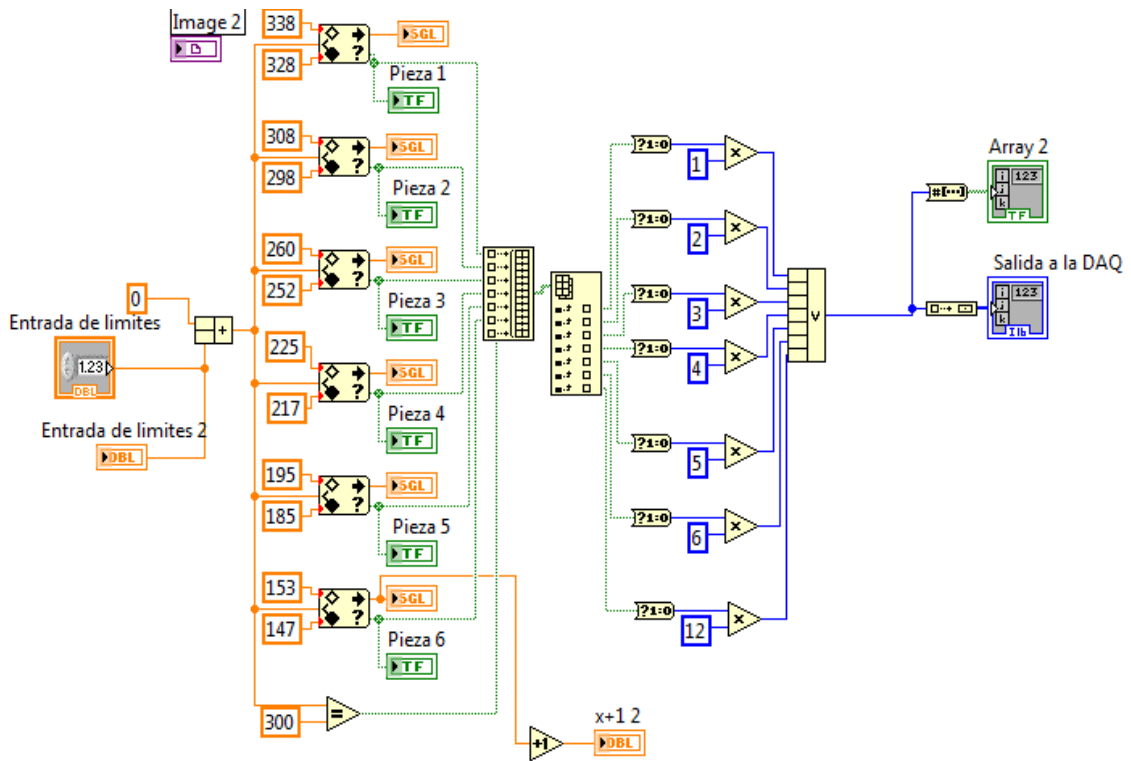 Image 2
338
SGL
?
328
Pieza 1
TF
308
SGL
?
298
Pieza 2
TF
260
SGL
?
252
Pieza 3
TF
0
Entrada de limites
1.23
DBL
Entrada de limites 2
DBL
225
SGL
?
217
Pieza 4
TF
195
SGL
?
185
Pieza 5
TF
153
SGL
?
147
Pieza 6
TF
300
=
+1
x+1 2
DBL
?1:0
1
x
?1:0
2
x
?1:0
3
x
?1:0
4
x
?1:0
5
x
?1:0
6
x
?1:0
12
x
+
V
#[...]
Array 2
i
j
k
123
TF
Salida a la DAQ
i
j
k
123